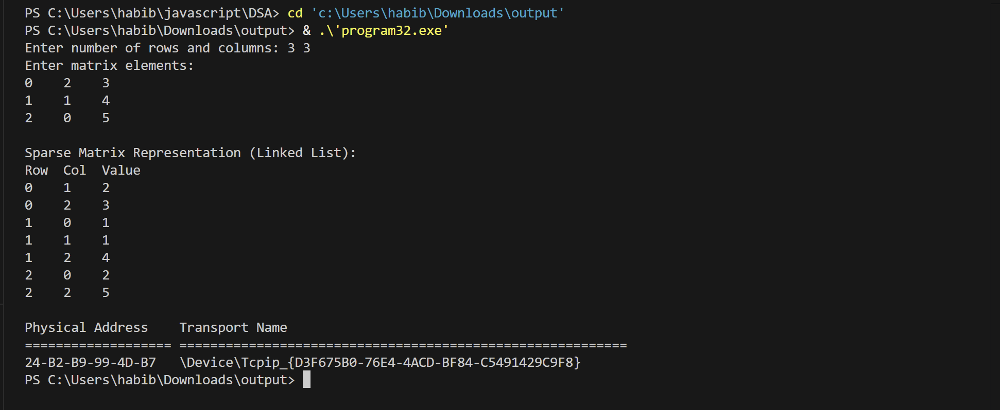 PS C:\Users\habib\javascript\DSA> cd 'c:\Users\habib\Downloads\output'
PS C:\Users\habib\Downloads\output> & .\'program32.exe'
Enter number of rows and columns: 3 3
Enter matrix elements:
0    2    3
1    1    4
2    0    5
Sparse Matrix Representation (Linked List):
Row  Col  Value
0    1    2
0    2    3
1    0    1
1    1    1
1    2    4
2    0    2
2    2    5
Physical Address    Transport Name
=================== ==========================================================
24-B2-B9-99-4D-B7   \Device\Tcpip_{D3F675B0-76E4-4ACD-BF84-C5491429C9F8}
PS C:\Users\habib\Downloads\output>